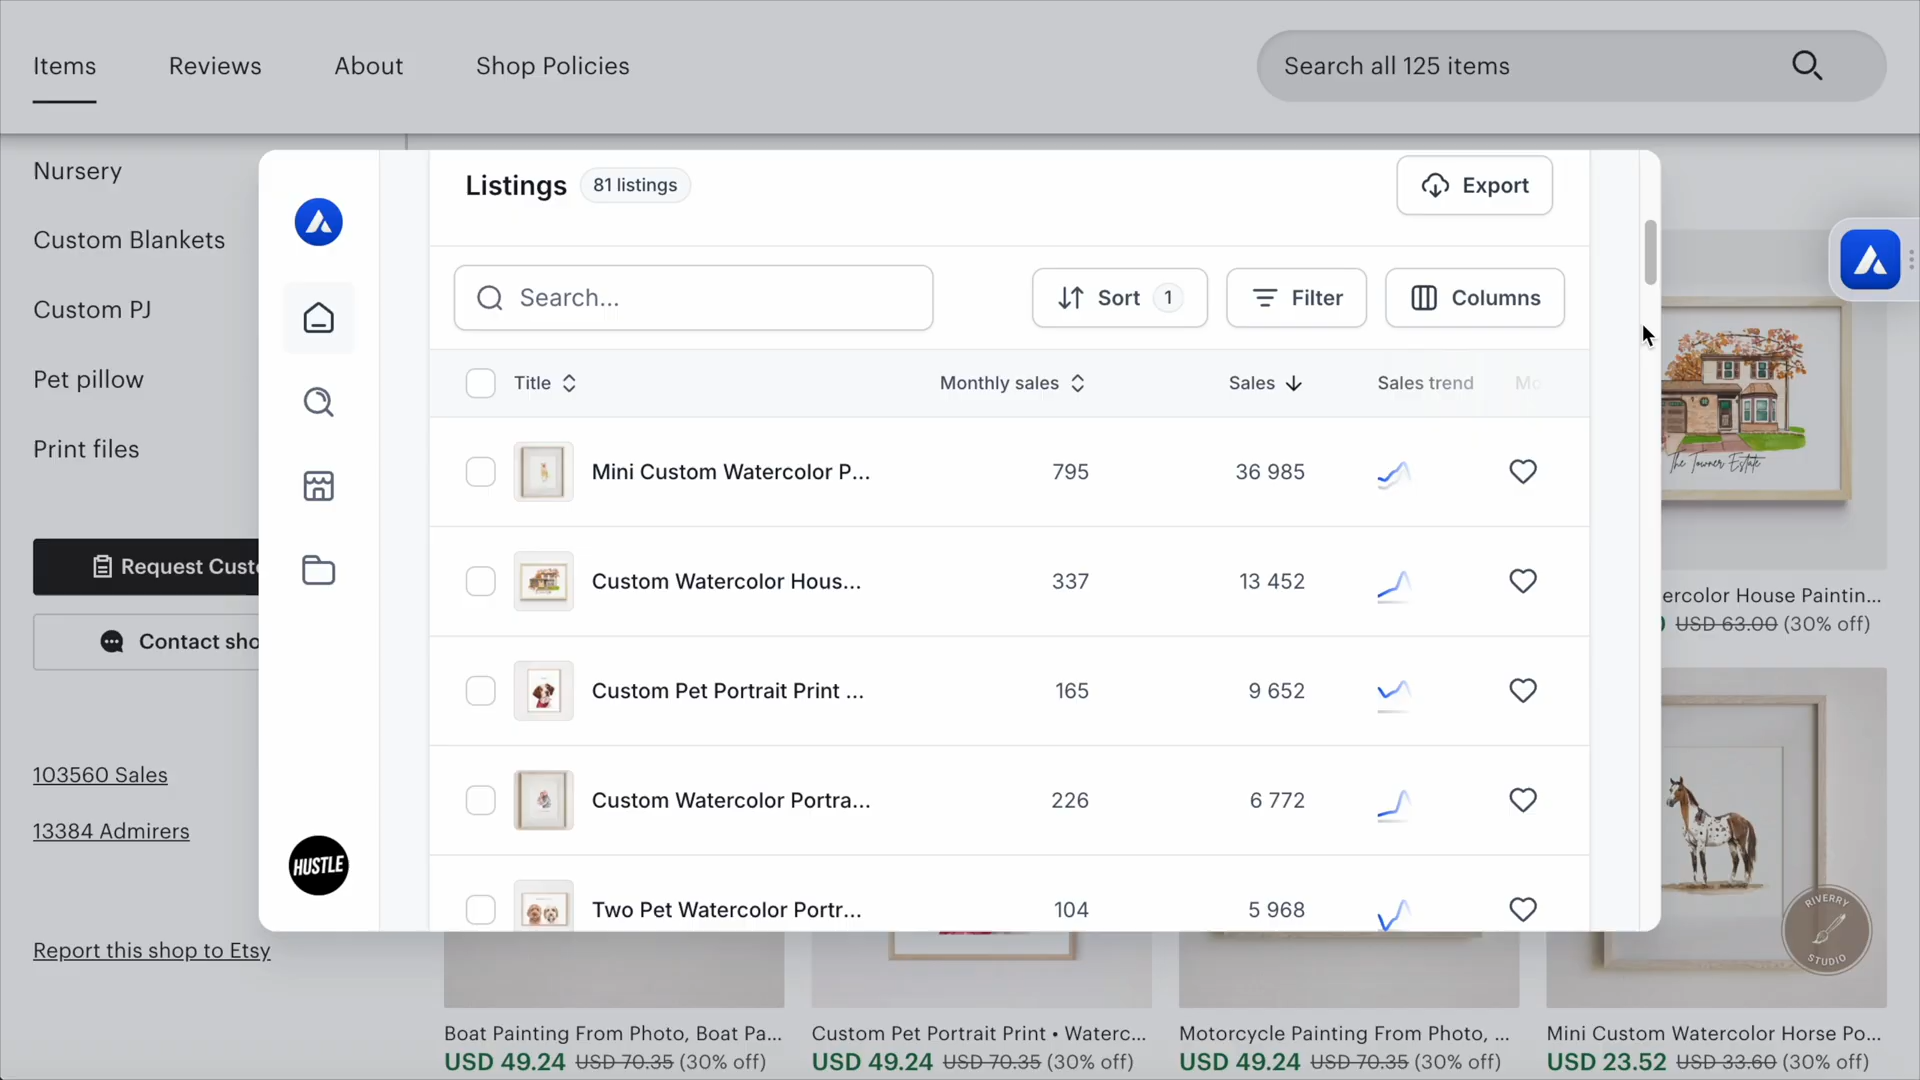 Items
Reviews
About
Shop Policies
Search all 125 items
Nursery
Custom Blankets
Custom PJ
Pet pillow
Print files
Request Custo
Contact sho
103560 Sales
13384 Admirers
Report this shop to Etsy
HUSTLE
Listings
81 listings
Export
Search...
Sort 1
Filter
Columns
Title
Monthly sales
Sales
Sales trend
Mo
Mini Custom Watercolor P...
795
36 985
Custom Watercolor Hous...
337
13 452
Custom Pet Portrait Print ...
165
9 652
Custom Watercolor Portra...
226
6 772
Two Pet Watercolor Portr...
104
5 968
The Towner Estate
ercolor House Paintin...
USD 63.00 (30% off)
RIVERRY
STUDIO
Boat Painting From Photo, Boat Pa...
USD 49.24 USD 70.35 (30% off)
Custom Pet Portrait Print • Waterc...
USD 49.24 USD 70.35 (30% off)
Motorcycle Painting From Photo, ...
USD 49.24 USD 70.35 (30% off)
Mini Custom Watercolor Horse Po...
USD 23.52 USD 33.60 (30% off)